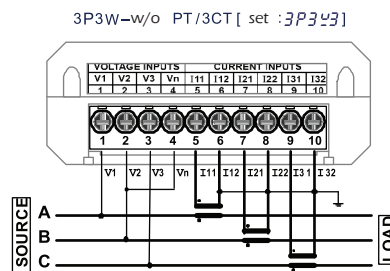 3P3W-w/o PT/3CT [ set :3P3Y3]
VOLTAGE INPUTS CURRENT INPUTS
V1 V2 V3 Vn I11 I12 I21 I22 I31 I32
1 2 3 4 5 6 7 8 9 10
1 2 3 4 5 6 7 8 9 10
V1 V2 V3 Vn I11 I12 I21 I22 I31 I32
SOURCE
A
B
C
LOAD